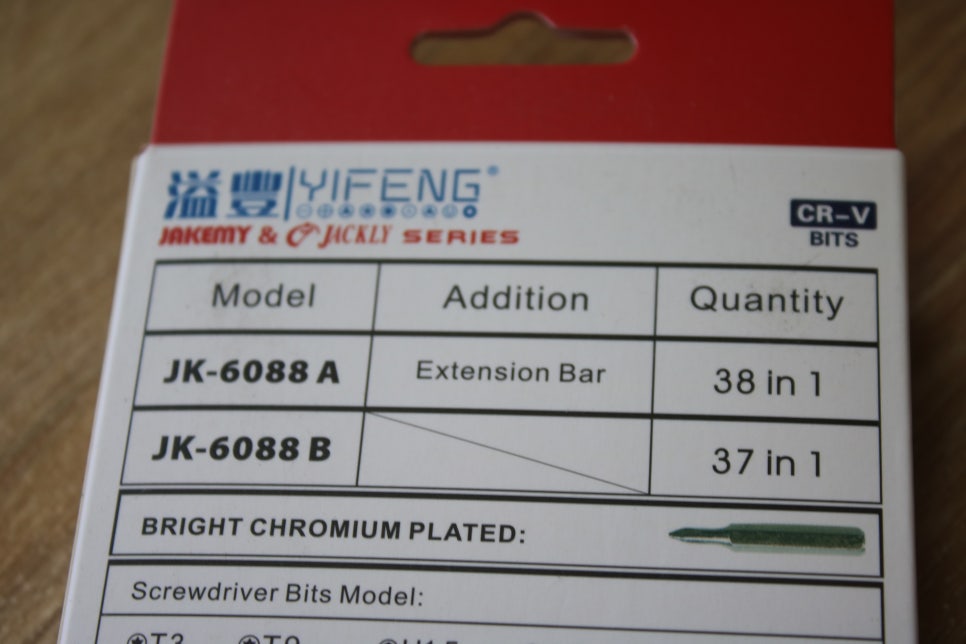 溢豐 YIFENG®
JAKEMY & JACKLY SERIES
CR-V
BITS
Model Addition Quantity
JK-6088 A Extension Bar 38 in 1
JK-6088 B 37 in 1
BRIGHT CHROMIUM PLATED:
Screwdriver Bits Model: